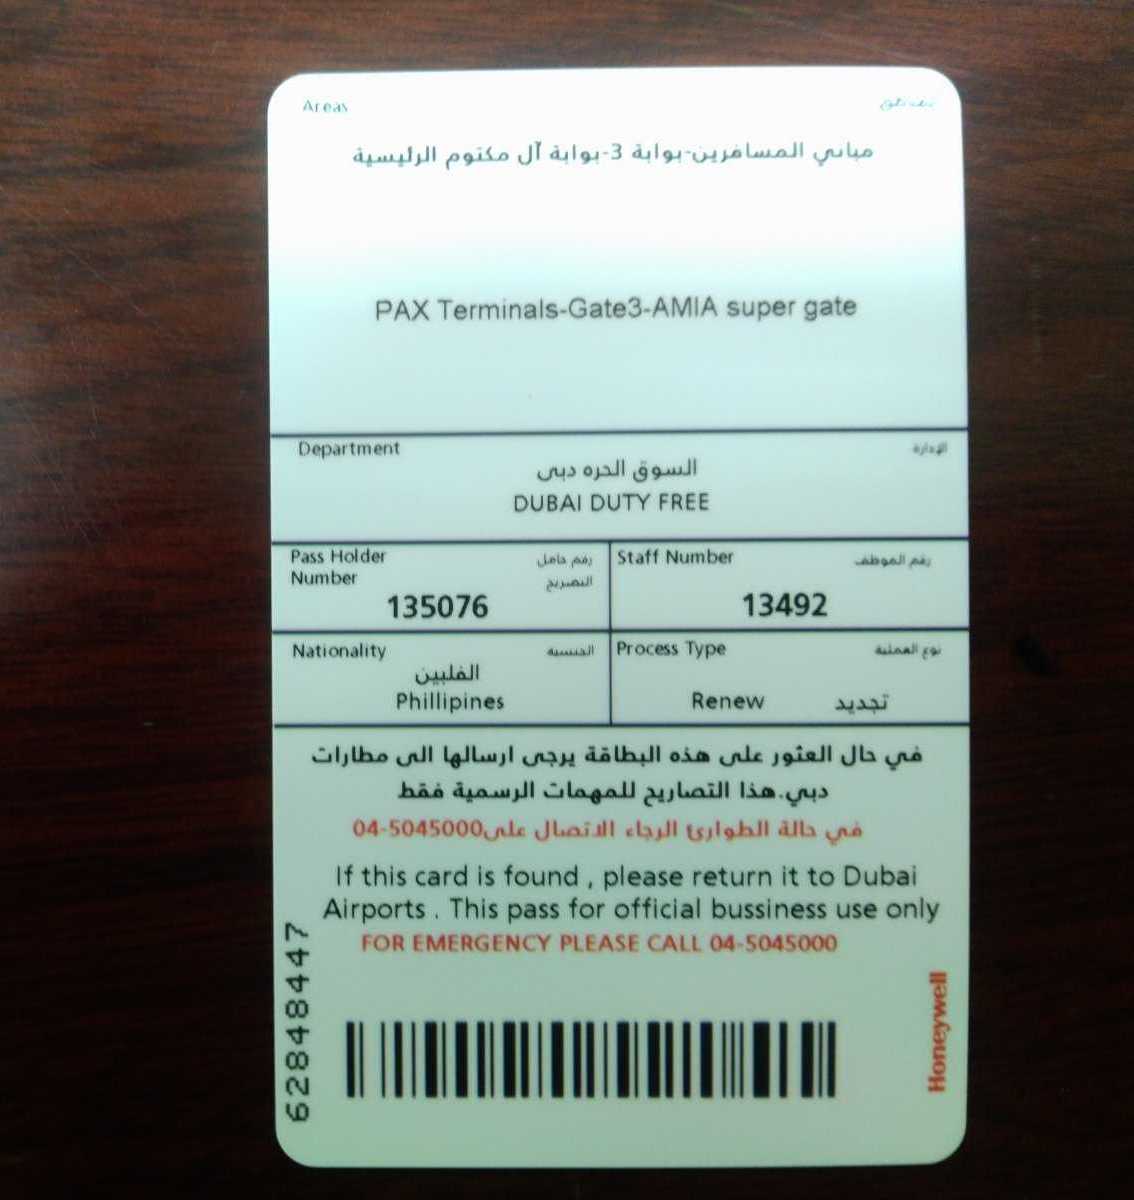 Areas
مباني المسافرين-بوابة 3-بوابة آل مكتوم الرئيسية
PAX Terminals-Gate3-AMIA super gate
Department الإدارة
السوق الحره دبى
DUBAI DUTY FREE
Pass Holder Number رقم حامل التصريح
135076
Staff Number رقم الموظف
13492
Nationality الجنسية
الفلبين
Phillipines
Process Type نوع العملية
Renew تجديد
في حال العثور على هذه البطاقة يرجى ارسالها الى مطارات
دبي.هذا التصاريح للمهمات الرسمية فقط
في حالة الطوارئ الرجاء الاتصال على04-5045000
If this card is found , please return it to Dubai
Airports . This pass for official bussiness use only
FOR EMERGENCY PLEASE CALL 04-5045000
62848447
Honeywell